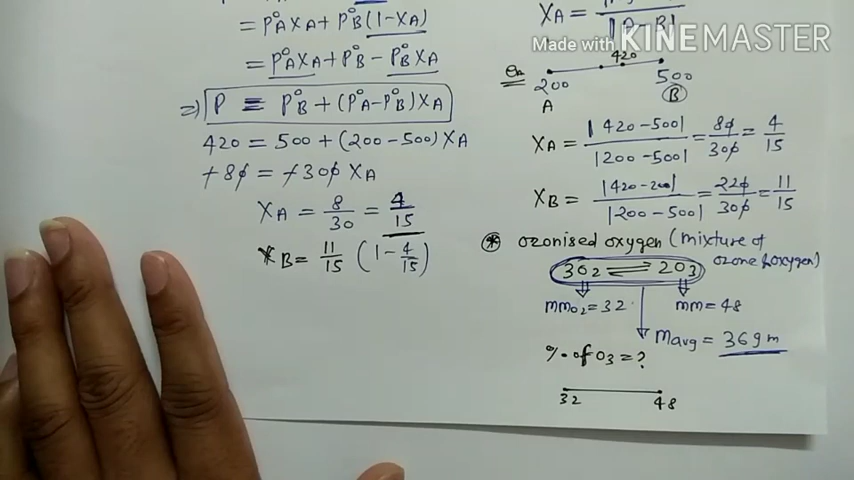 = P°A XA + P°B (1-XA)
= P°A XA + P°B - P°B XA
⇒ P = P°B + (P°A - P°B) XA
420 = 500 + (200 - 500) XA
+80 = +300 XA
XA = 8/30 = 4/15
XB = 11/15 (1 - 4/15)
XA = |A-B|
Made with KINEMASTER
Ex 420
200 500
A B
XA = |420-500| / |200-500| = 80/300 = 4/15
XB = |420-200| / |200-500| = 220/300 = 11/15
* ozonised oxygen (mixture of
ozone & oxygen)
3O2 ⇌ 2O3
mmO2 = 32 mm = 48
Mavg = 36gm
% of O3 = ?
32 48